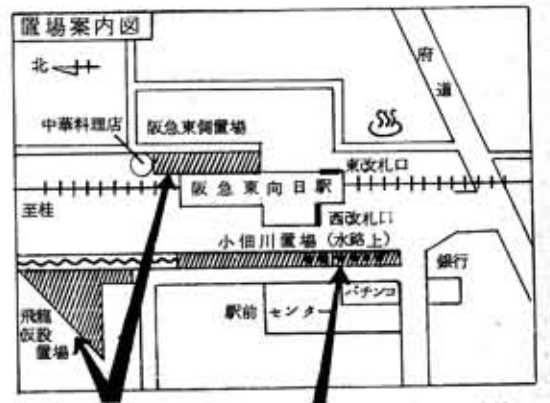 置場案内図
北
府道
中華料理店
阪急東側置場
東改札口
阪急東向日駅
至桂
西改札口
小佃川置場(水路上)
銀行
パチンコ
駅前センター
飛龍
仮設
置場